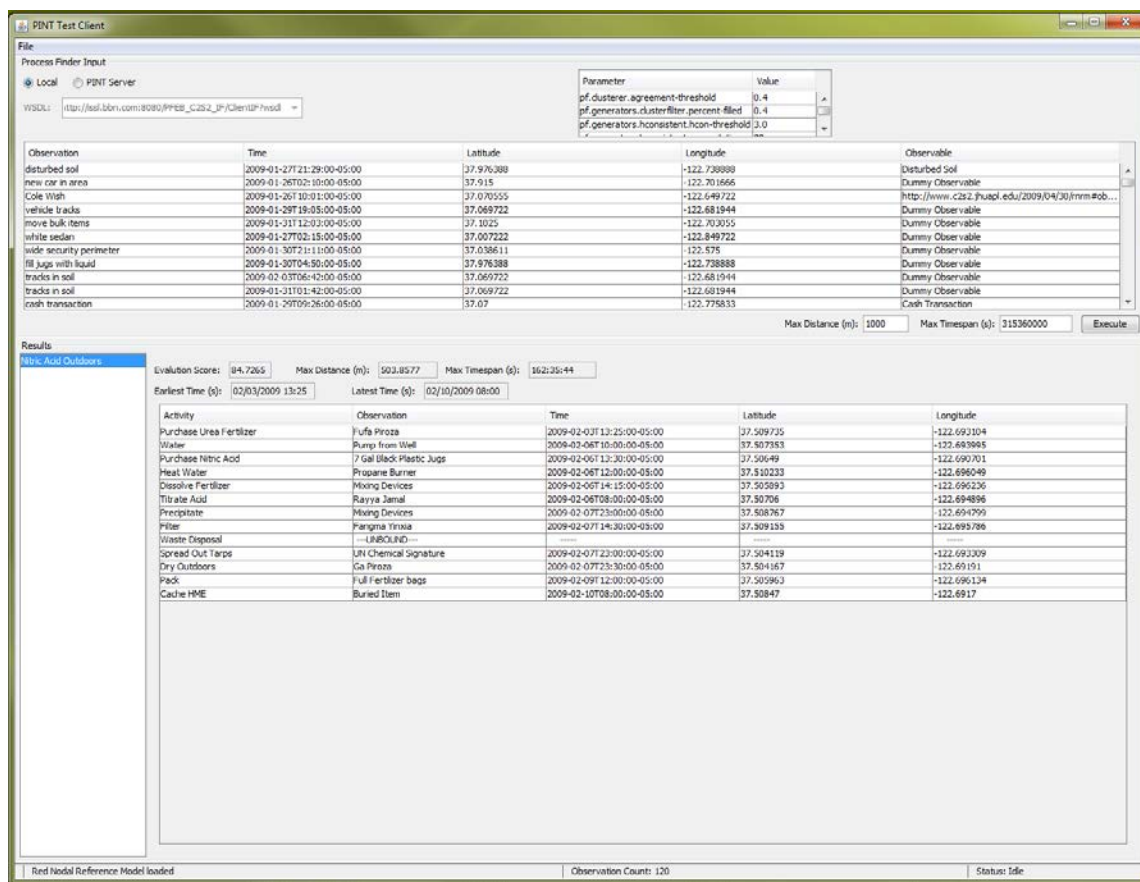 PINT Test Client
File
Process Finder Input
Local PINT Server
WSDL: ittp://issl.bbn.com:8080/PFEB_C2S2_IF/ClientIF?wsdl
Parameter Value
pf.clusterer.agreement-threshold 0.4
pf.generators.clusterfilter.percent-filled 0.4
pf.generators.hconsistent.hcon-threshold 3.0
Observation Time Latitude Longitude Observable
disturbed soil 2009-01-27T21:29:00-05:00 37.976388 -122.738888 Disturbed Soil
new car in area 2009-01-26T02:10:00-05:00 37.915 -122.701666 Dummy Observable
Cole Wish 2009-01-26T10:01:00-05:00 37.070555 -122.649722 http://www.c2s2.jhuapl.edu/2009/04/30/rnrm#ob...
vehicle tracks 2009-01-29T19:05:00-05:00 37.069722 -122.681944 Dummy Observable
move bulk items 2009-01-31T12:03:00-05:00 37.1025 -122.703055 Dummy Observable
white sedan 2009-01-27T02:15:00-05:00 37.007222 -122.849722 Dummy Observable
wide security perimeter 2009-01-30T21:11:00-05:00 37.038611 -122.575 Dummy Observable
fill jugs with liquid 2009-01-30T04:50:00-05:00 37.976388 -122.738888 Dummy Observable
tracks in soil 2009-02-03T06:42:00-05:00 37.069722 -122.681944 Dummy Observable
tracks in soil 2009-01-31T01:42:00-05:00 37.069722 -122.681944 Dummy Observable
cash transaction 2009-01-29T09:26:00-05:00 37.07 -122.775833 Cash Transaction
Max Distance (m): 1000 Max Timespan (s): 315360000 Execute
Results
Nitric Acid Outdoors
Evalution Score: 84.7265 Max Distance (m): 503.8577 Max Timespan (s): 162:35:44
Earliest Time (s): 02/03/2009 13:25 Latest Time (s): 02/10/2009 08:00
Activity Observation Time Latitude Longitude
Purchase Urea Fertilizer Fufa Piroza 2009-02-03T13:25:00-05:00 37.509735 -122.693104
Water Pump from Well 2009-02-06T10:00:00-05:00 37.507353 -122.693995
Purchase Nitric Acid 7 Gal Black Plastic Jugs 2009-02-06T13:30:00-05:00 37.50649 -122.690701
Heat Water Propane Burner 2009-02-06T12:00:00-05:00 37.510233 -122.696049
Dissolve Fertilizer Mixing Devices 2009-02-06T14:15:00-05:00 37.505893 -122.696236
Titrate Acid Rayya Jamal 2009-02-06T08:00:00-05:00 37.50706 -122.694896
Precipitate Mixing Devices 2009-02-07T23:00:00-05:00 37.508767 -122.694799
Filter Fangma Yinxia 2009-02-07T14:30:00-05:00 37.509155 -122.695786
Waste Disposal ---UNBOUND--- ----- ----- -----
Spread Out Tarps UN Chemical Signature 2009-02-07T23:00:00-05:00 37.504119 -122.693309
Dry Outdoors Ga Piroza 2009-02-07T23:30:00-05:00 37.504167 -122.69191
Pack Full Fertilizer bags 2009-02-09T12:00:00-05:00 37.505963 -122.696134
Cache HME Buried Item 2009-02-10T08:00:00-05:00 37.50847 -122.6917
Red Nodal Reference Model loaded Observation Count: 120 Status: Idle